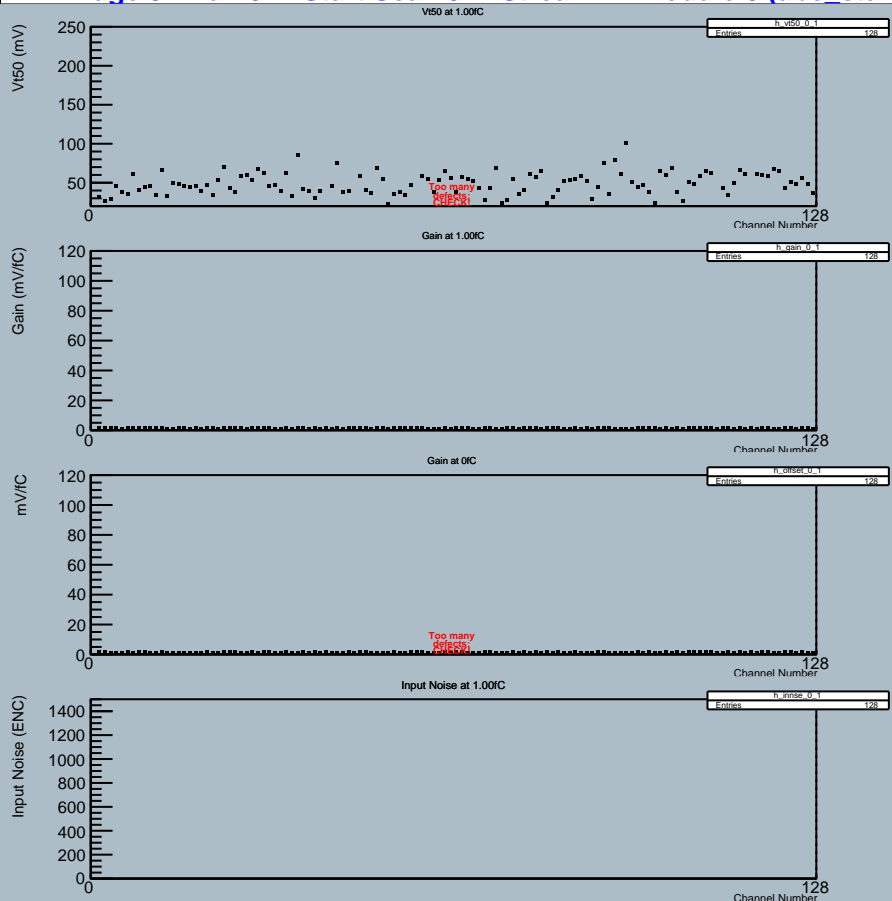 Vt50 at 1.00fC
h_vt50_0_1
Entries 128
Vt50 (mV)
250
200
150
100
50
Too many
defects:
CHECK!
0
128
Channel Number
Gain at 1.00fC
h_gain_0_1
Entries 128
Gain (mV/fC)
120
100
80
60
40
20
0
0
128
Channel Number
Gain at 0fC
h_offset_0_1
Entries 128
mV/fC
120
100
80
60
40
20
0
Too many
defects:
CHECK!
0
128
Channel Number
Input Noise at 1.00fC
h_innse_0_1
Entries 128
Input Noise (ENC)
1400
1200
1000
800
600
400
200
0
0
128
Channel Number